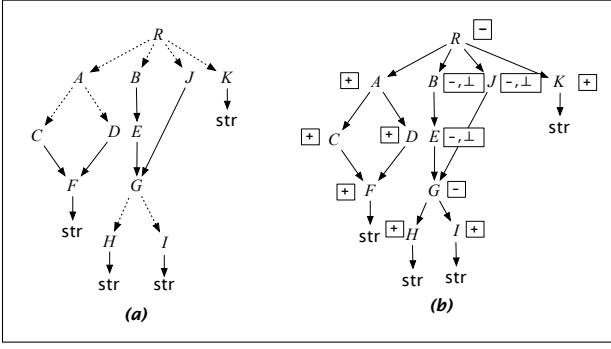 R
A B J K
str
C D E
F G
str
H I
str str
(a)
R −
+ A B −,⊥ J −,⊥ K +
str
+ C + D E −,⊥
+ F G −
str + H I +
str str
(b)